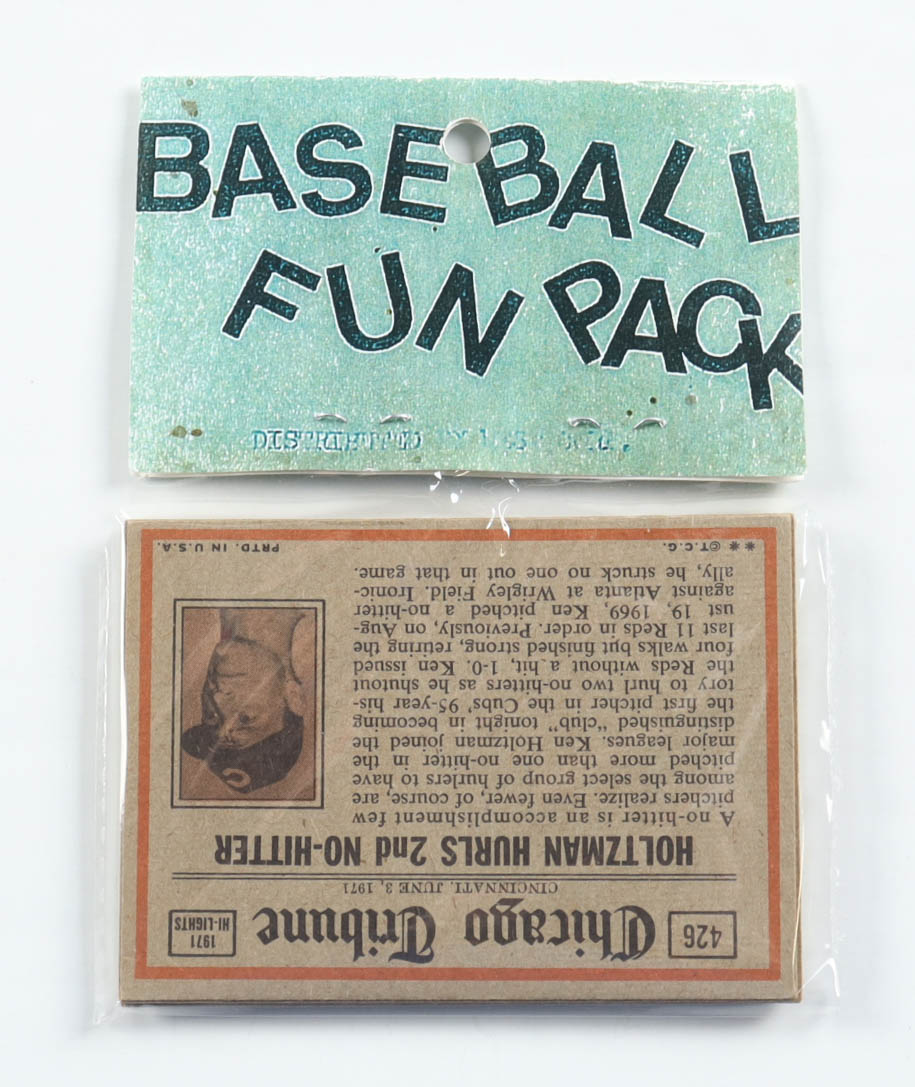 BASEBALL
FUN PACK
DISTRIBUTED BY
426
Chicago Tribune
1971
HI-LIGHTS
CINCINNATI, JUNE 3, 1971
HOLTZMAN HURLS 2nd NO-HITTER
A no-hitter is an accomplishment few
pitchers realize. Even fewer, of course, are
among the select group of hurlers to have
pitched more than one no-hitter in the
major leagues. Ken Holtzman joined the
distinguished "club" tonight in becoming
the first pitcher in the Cubs' 95-year his-
tory to hurl two no-hitters as he shutout
the Reds without a hit, 1-0. Ken issued
four walks but finished strong, retiring the
last 11 Reds in order. Previously, on Aug-
ust 19, 1969, Ken pitched a no-hitter
against Atlanta at Wrigley Field. Ironic-
ally, he struck no one out in that game.
C
** ©T.C.G.
PRTD. IN U.S.A.